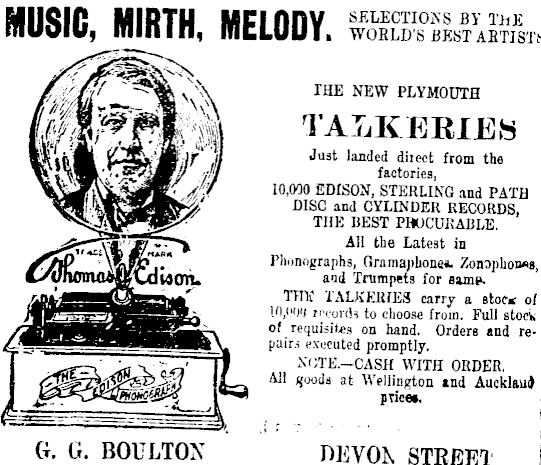 MUSIC, MIRTH, MELODY.
SELECTIONS BY THE
WORLD'S BEST ARTISTS
THE NEW PLYMOUTH
TALKERIES
Just landed direct from the
factories,
10,000 EDISON, STERLING and PATH
DISC and CYLINDER RECORDS,
THE BEST PROCURABLE.
All the Latest in
Phonographs, Gramaphones, Zonophones,
and Trumpets for same.
THE TALKERIES carry a stock of
10,000 records to choose from. Full stock
of requisites on hand. Orders and re-
pairs executed promptly.
NOTE.—CASH WITH ORDER.
All goods at Wellington and Auckland
prices.
TRADE MARK
Thomas A Edison
THE EDISON PHONOGRAPH
G. G. BOULTON
DEVON STREET